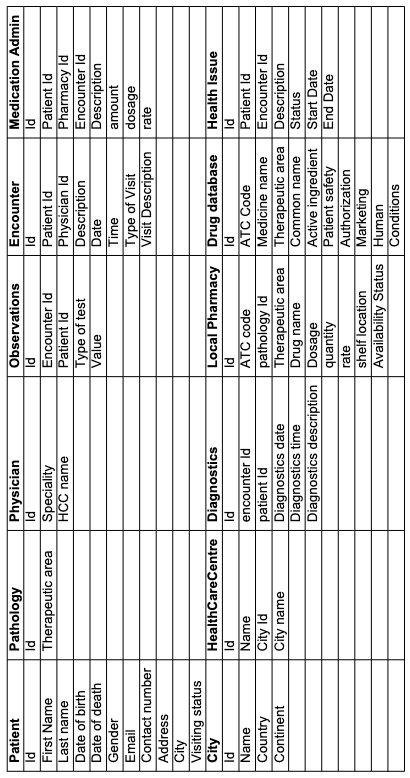 Patient Pathology Physician Observations Encounter Medication Admin
Id Id Id Id Id Id
First Name Therapeutic area Speciality Encounter Id Patient Id Patient Id
Last name HCC name Patient Id Physician Id Pharmacy Id
Date of birth Type of test Description Encounter Id
Date of death Value Date Description
Gender Time amount
Email Type of Visit dosage
Contact number Visit Description rate
Address
City
Visiting status
City HealthCareCentre Diagnostics Local Pharmacy Drug database Health Issue
Id Id Id Id Id Id
Name Name encounter Id ATC code ATC Code Patient Id
Country City Id patient Id pathology Id Medicine name Encounter Id
Continent City name Diagnostics date Therapeutic area Therapeutic area Description
Diagnostics time Drug name Common name Status
Diagnostics description Dosage Active ingredient Start Date
quantity Patient safety End Date
rate Authorization
shelf location Marketing
Availability Status Human
Conditions